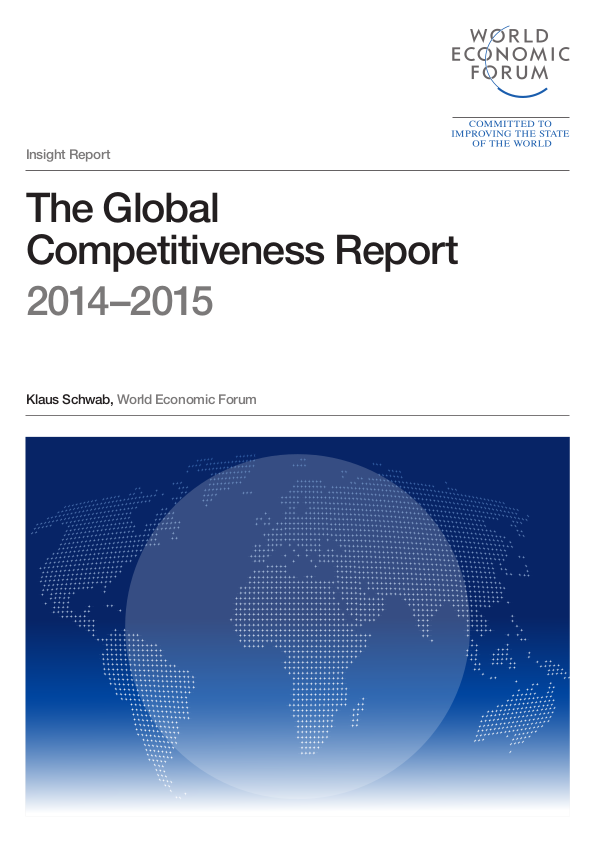 WORLD
ECONOMIC
FORUM
COMMITTED TO
IMPROVING THE STATE
OF THE WORLD
Insight Report
The Global
Competitiveness Report
2014–2015
Klaus Schwab, World Economic Forum